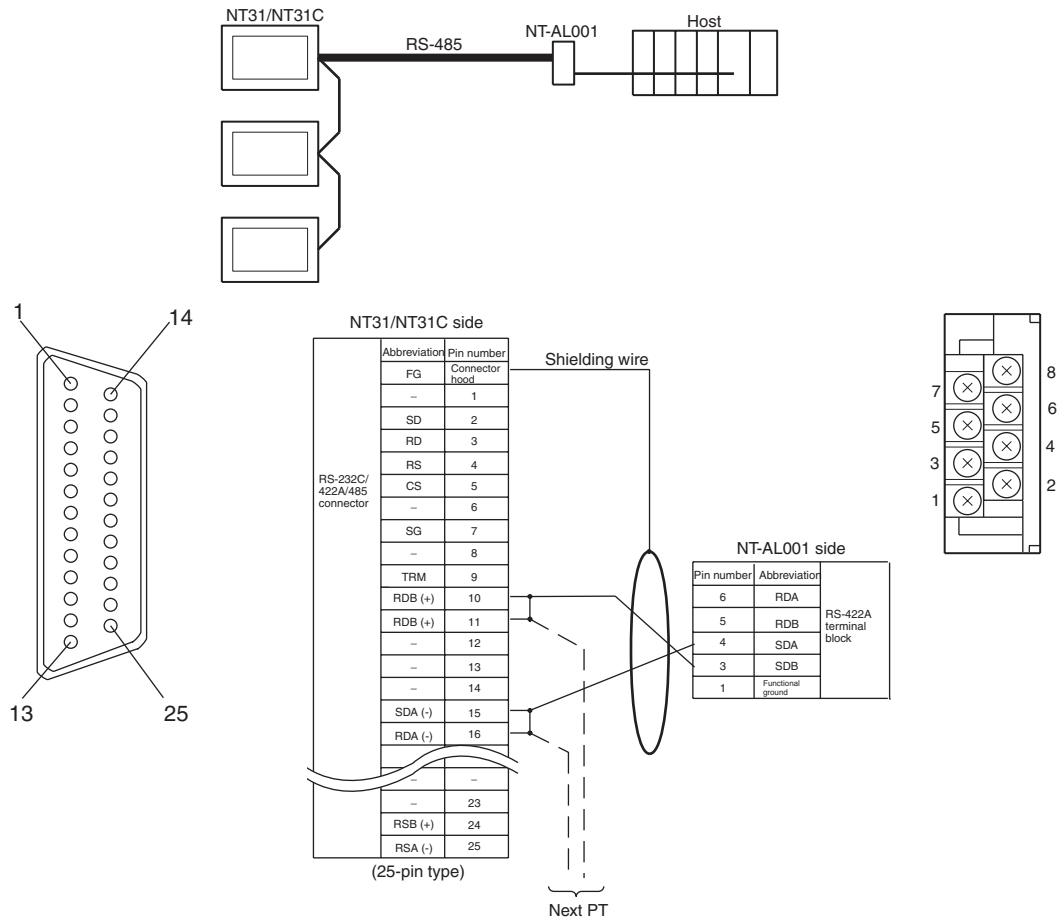 NT31/NT31C
RS-485
NT-AL001
Host
1
14
13
25
NT31/NT31C side
RS-232C/
422A/485
connector
Abbreviation Pin number
FG Connector
hood
– 1
SD 2
RD 3
RS 4
CS 5
– 6
SG 7
– 8
TRM 9
RDB (+) 10
RDB (+) 11
– 12
– 13
– 14
SDA (-) 15
RDA (-) 16
– –
– 23
RSB (+) 24
RSA (-) 25
(25-pin type)
Shielding wire
Next PT
NT-AL001 side
Pin number Abbreviation
6 RDA
5 RDB
4 SDA
3 SDB
1 Functional
ground
RS-422A
terminal
block
8
7
6
5
4
3
2
1